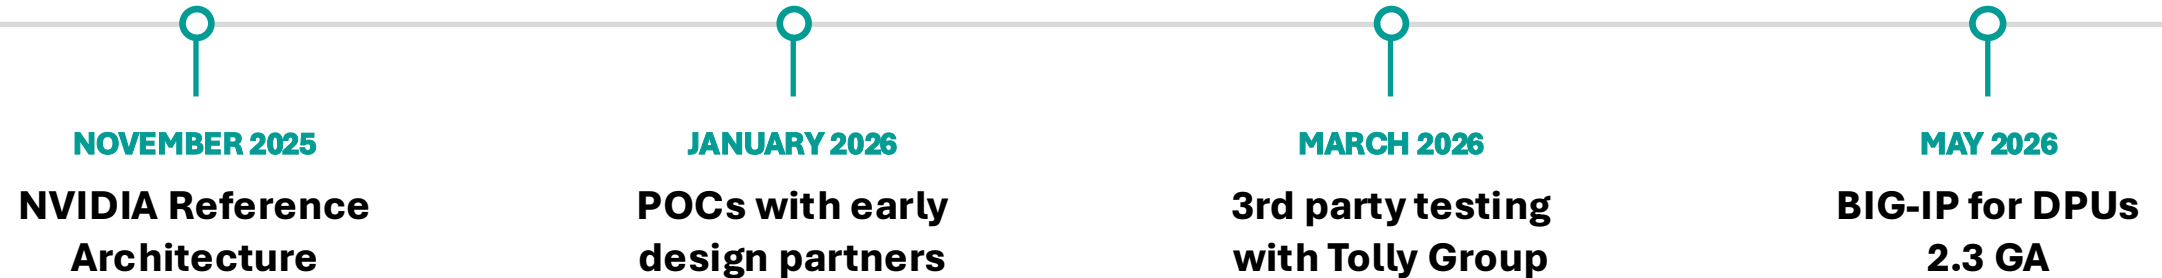 NOVEMBER 2025
NVIDIA Reference
Architecture
JANUARY 2026
POCs with early
design partners
MARCH 2026
3rd party testing
with Tolly Group
MAY 2026
BIG-IP for DPUs
2.3 GA